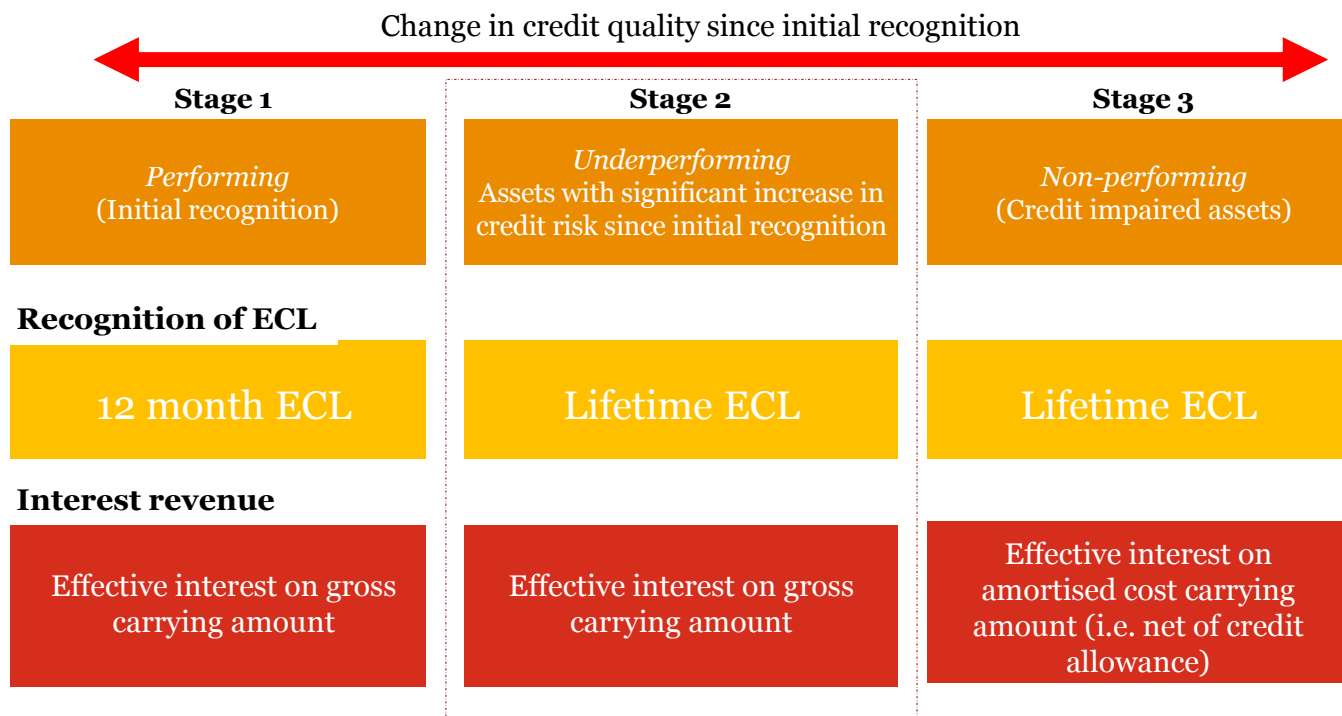 Change in credit quality since initial recognition
Stage 1
Stage 2
Stage 3
Performing
(Initial recognition)
Underperforming
Assets with significant increase in
credit risk since initial recognition
Non-performing
(Credit impaired assets)
Recognition of ECL
12 month ECL
Lifetime ECL
Lifetime ECL
Interest revenue
Effective interest on gross
carrying amount
Effective interest on gross
carrying amount
Effective interest on
amortised cost carrying
amount (i.e. net of credit
allowance)